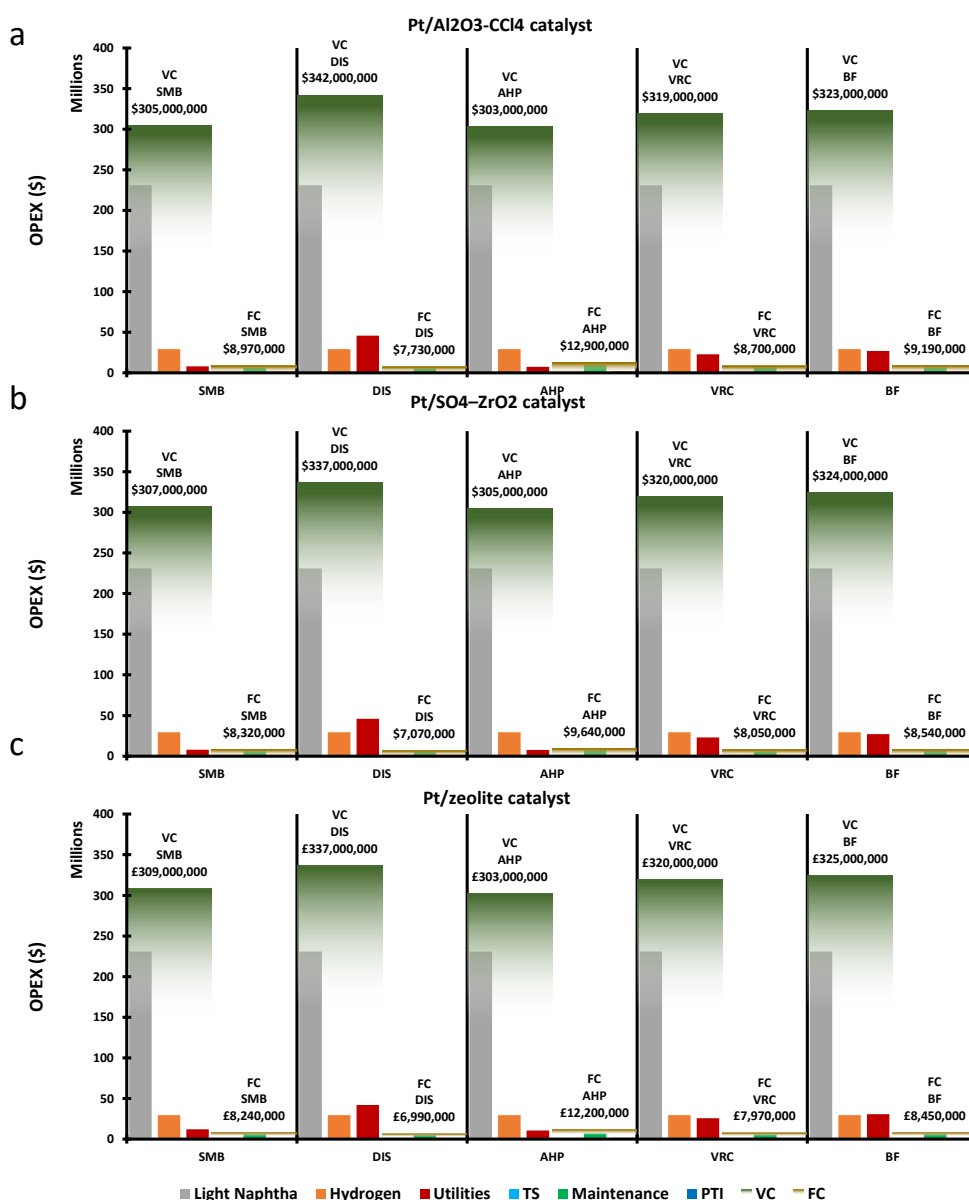 a
Pt/Al2O3-CCl4 catalyst
Millions
OPEX ($)
400
350
300
250
200
150
100
50
0
VC
SMB
$305,000,000
FC
SMB
$8,970,000
VC
DIS
$342,000,000
FC
DIS
$7,730,000
VC
AHP
$303,000,000
FC
AHP
$12,900,000
VC
VRC
$319,000,000
FC
VRC
$8,700,000
VC
BF
$323,000,000
FC
BF
$9,190,000
SMB DIS AHP VRC BF
b
Pt/SO4–ZrO2 catalyst
Millions
OPEX ($)
400
350
300
250
200
150
100
50
0
VC
SMB
$307,000,000
FC
SMB
$8,320,000
VC
DIS
$337,000,000
FC
DIS
$7,070,000
VC
AHP
$305,000,000
FC
AHP
$9,640,000
VC
VRC
$320,000,000
FC
VRC
$8,050,000
VC
BF
$324,000,000
FC
BF
$8,540,000
SMB DIS AHP VRC BF
c
Pt/zeolite catalyst
Millions
OPEX ($)
400
350
300
250
200
150
100
50
0
VC
SMB
£309,000,000
FC
SMB
£8,240,000
VC
DIS
£337,000,000
FC
DIS
£6,990,000
VC
AHP
£303,000,000
FC
AHP
£12,200,000
VC
VRC
£320,000,000
FC
VRC
£7,970,000
VC
BF
£325,000,000
FC
BF
£8,450,000
SMB DIS AHP VRC BF
Light Naphtha Hydrogen Utilities TS Maintenance PTI VC FC